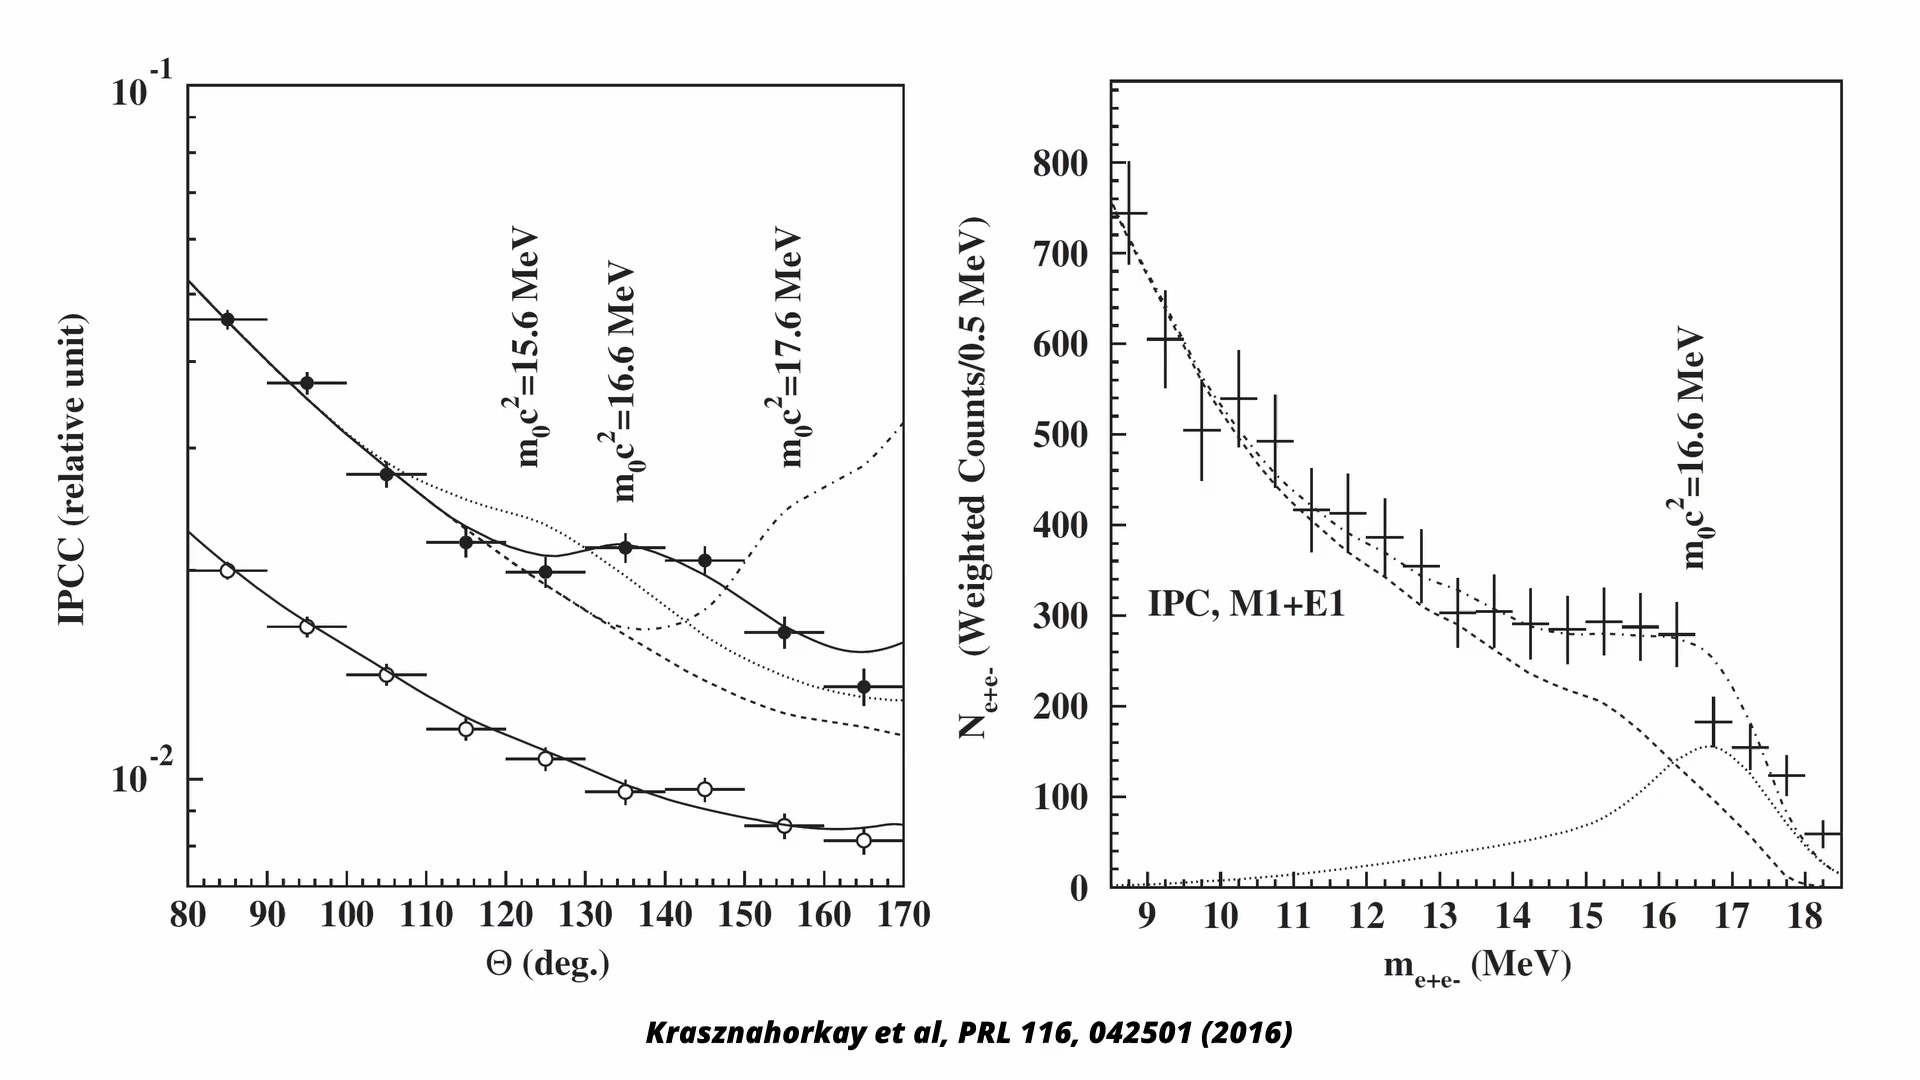 10-1
10-2
IPCC (relative unit)
m0c2=15.6 MeV
m0c2=16.6 MeV
m0c2=17.6 MeV
80 90 100 110 120 130 140 150 160 170
Θ (deg.)
Ne+e- (Weighted Counts/0.5 MeV)
800
700
600
500
400
300
200
100
0
IPC, M1+E1
m0c2=16.6 MeV
9 10 11 12 13 14 15 16 17 18
me+e- (MeV)
Krasznahorkay et al, PRL 116, 042501 (2016)